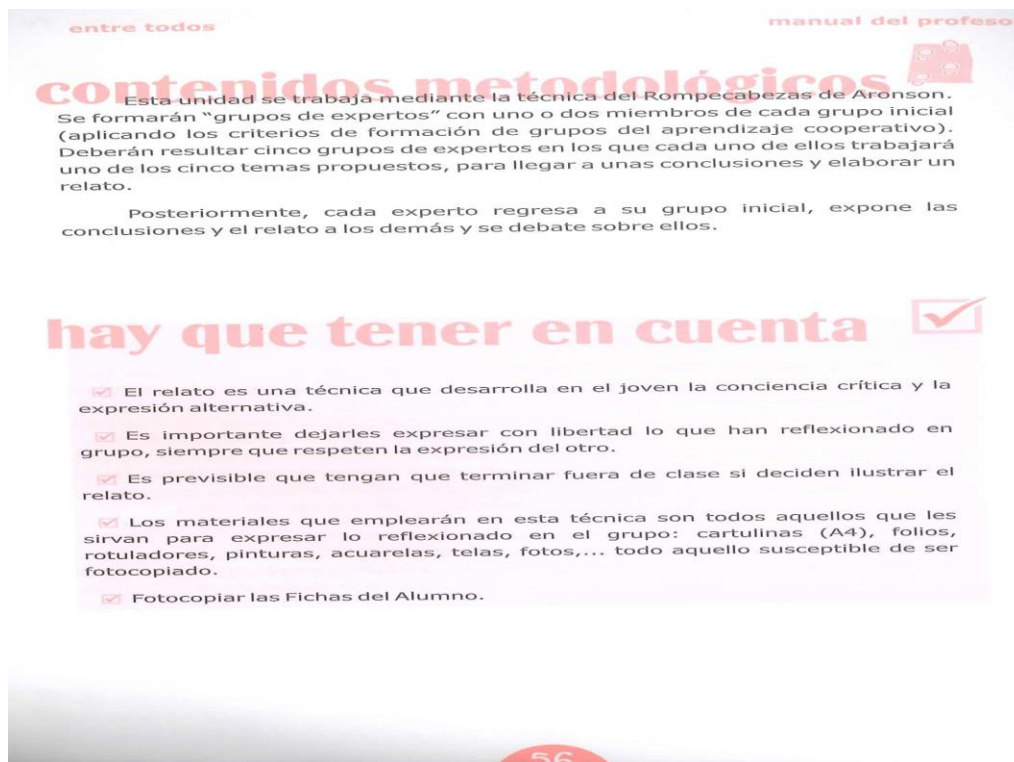 entre todos
manual del profeso
contenidos metodológicos
Esta unidad se trabaja mediante la técnica del Rompecabezas de Aronson.
Se formarán “grupos de expertos” con uno o dos miembros de cada grupo inicial
(aplicando los criterios de formación de grupos del aprendizaje cooperativo).
Deberán resultar cinco grupos de expertos en los que cada uno de ellos trabajará
uno de los cinco temas propuestos, para llegar a unas conclusiones y elaborar un
relato.
Posteriormente, cada experto regresa a su grupo inicial, expone las
conclusiones y el relato a los demás y se debate sobre ellos.
hay que tener en cuenta
El relato es una técnica que desarrolla en el joven la conciencia crítica y la
expresión alternativa.
Es importante dejarles expresar con libertad lo que han reflexionado en
grupo, siempre que respeten la expresión del otro.
Es previsible que tengan que terminar fuera de clase si deciden ilustrar el
relato.
Los materiales que emplearán en esta técnica son todos aquellos que les
sirvan para expresar lo reflexionado en el grupo: cartulinas (A4), folios,
rotuladores, pinturas, acuarelas, telas, fotos,... todo aquello susceptible de ser
fotocopiado.
Fotocopiar las Fichas del Alumno.
56